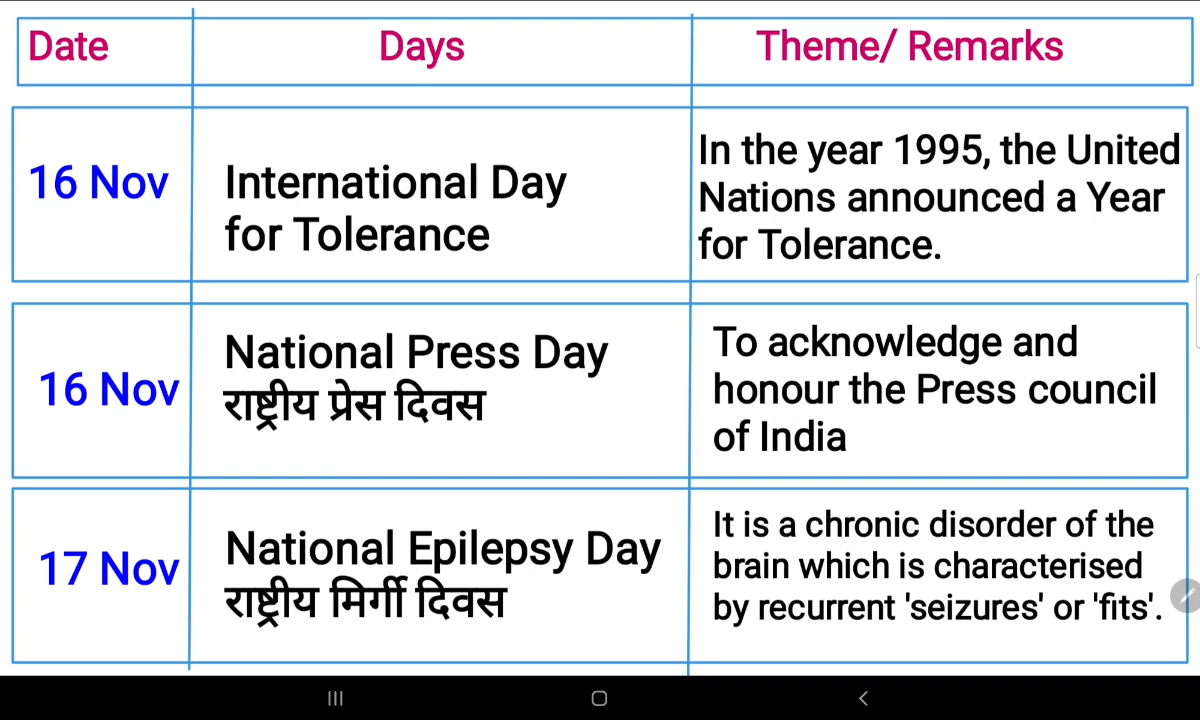 Date Days Theme/ Remarks
16 Nov
International Day
for Tolerance
In the year 1995, the United
Nations announced a Year
for Tolerance.
16 Nov
National Press Day
राष्ट्रीय प्रेस दिवस
To acknowledge and
honour the Press council
of India
17 Nov
National Epilepsy Day
राष्ट्रीय मिर्गी दिवस
It is a chronic disorder of the
brain which is characterised
by recurrent 'seizures' or 'fits'.